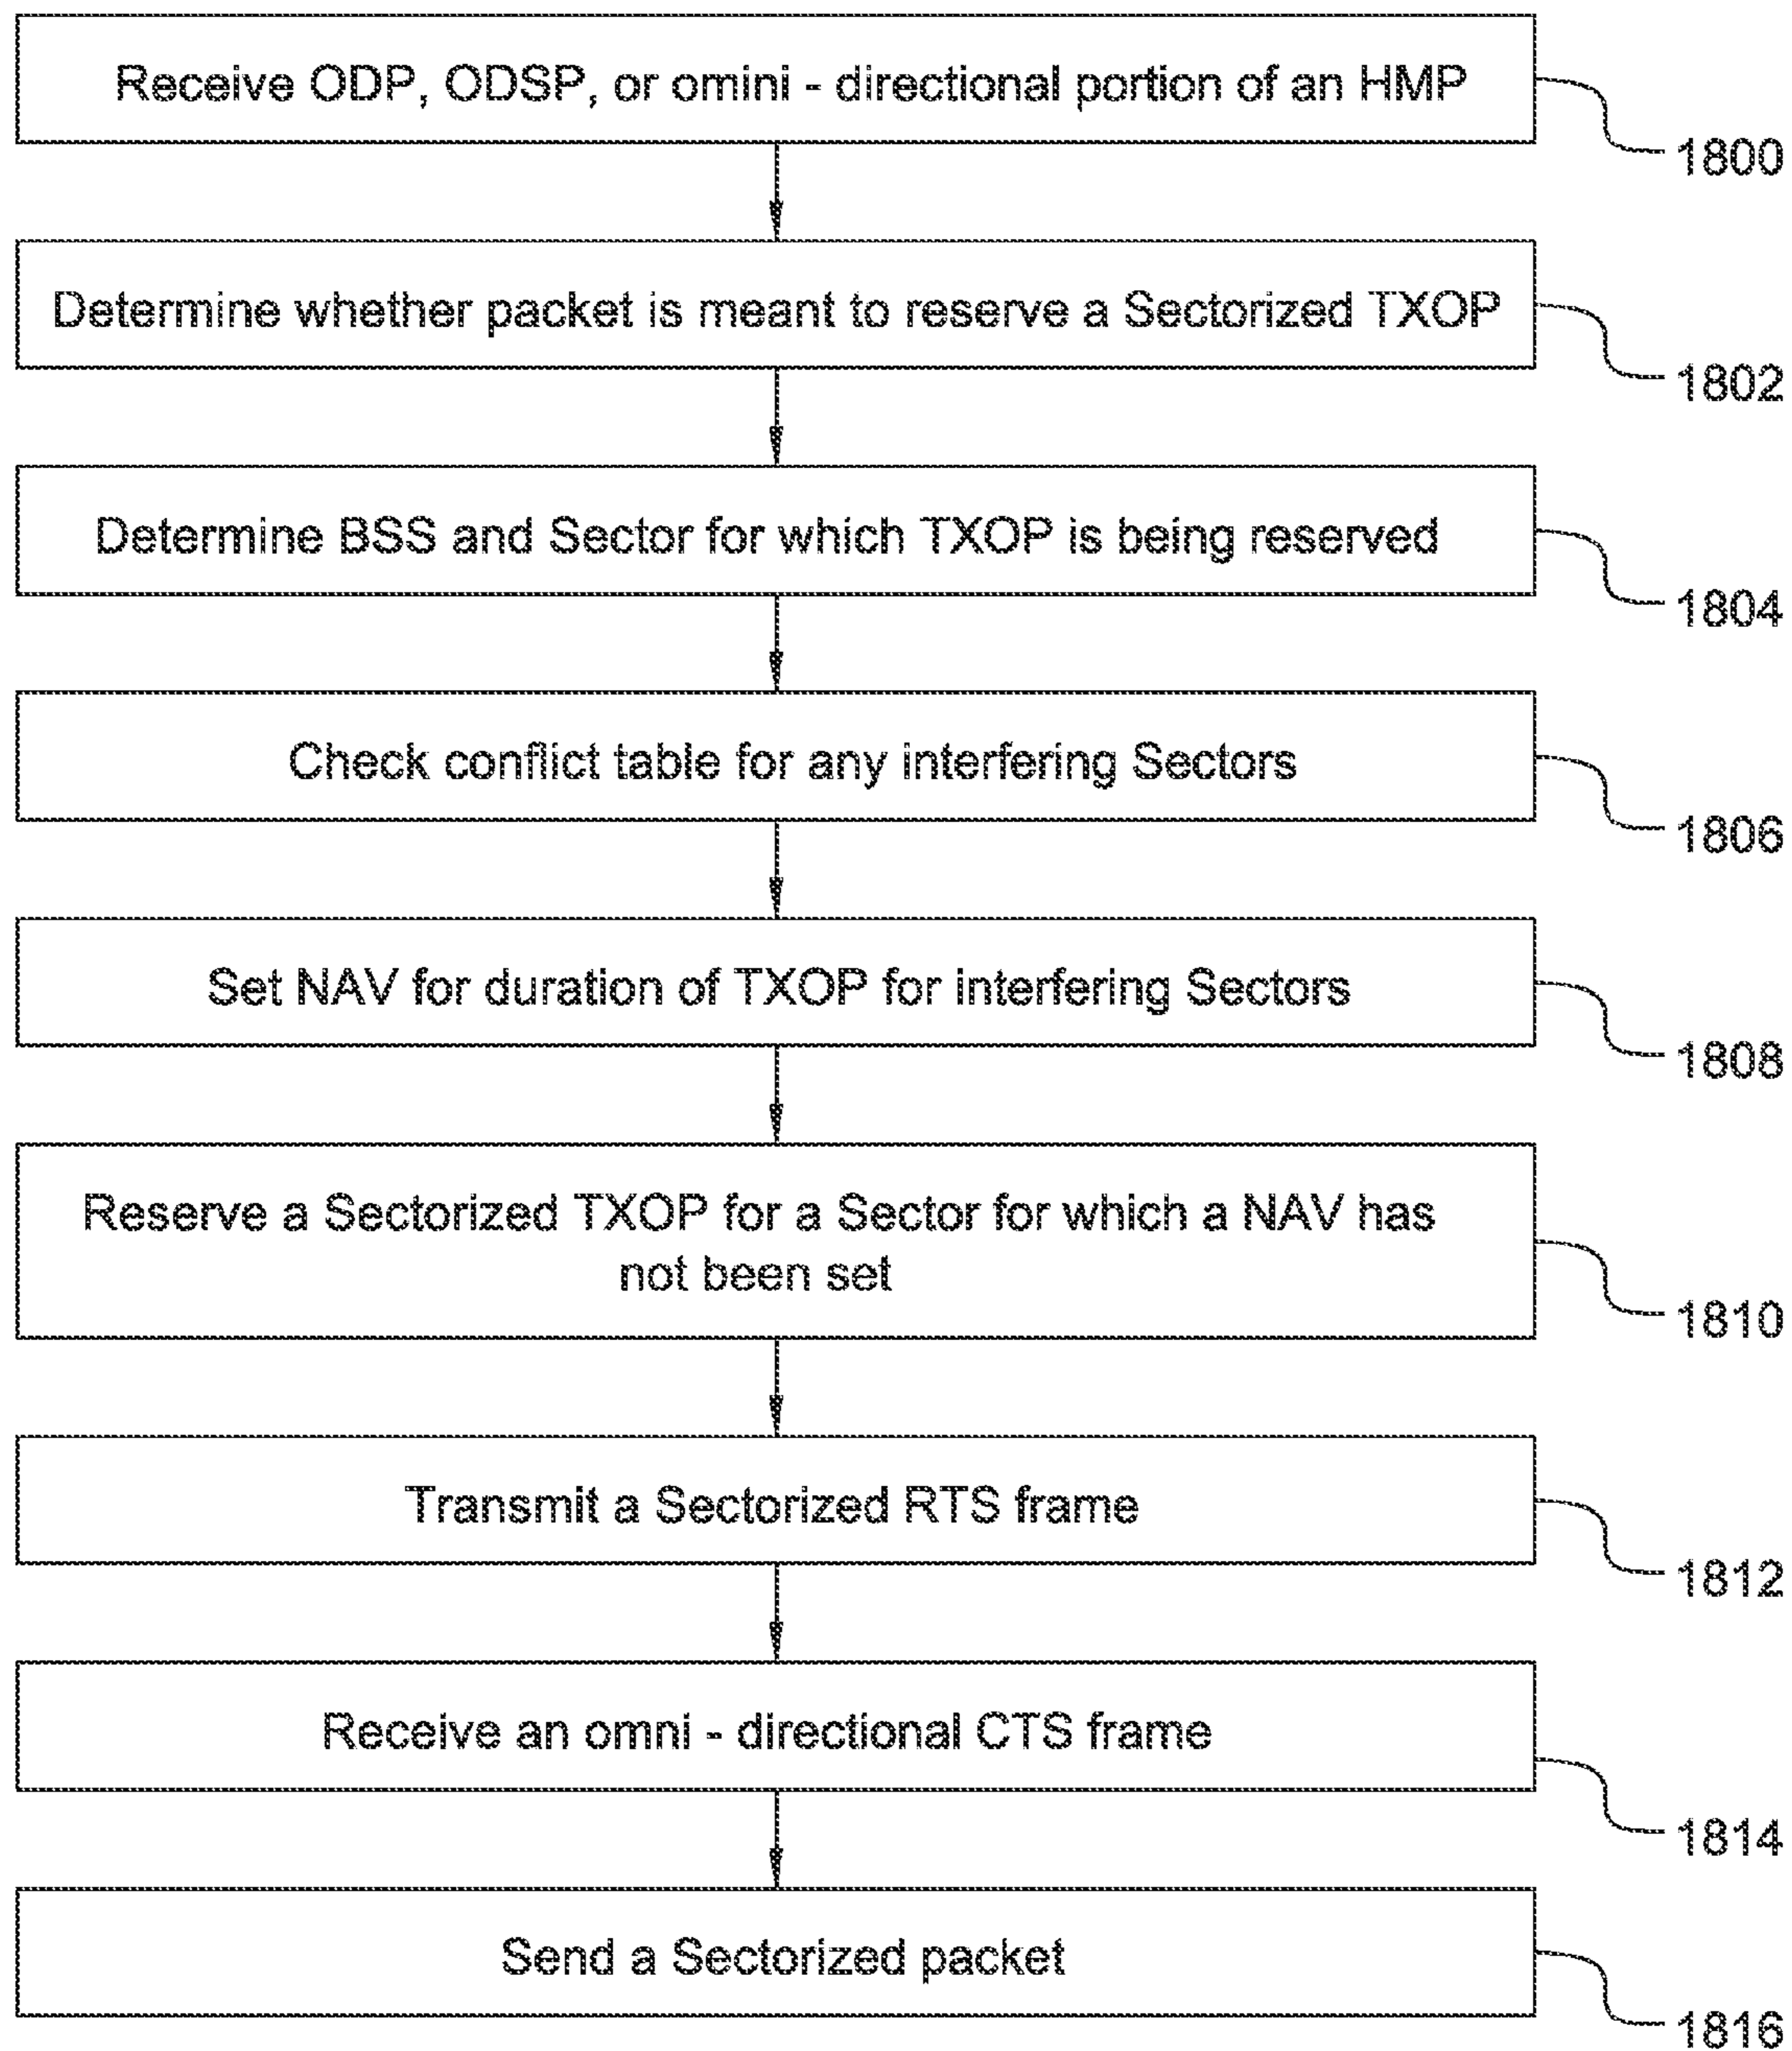 Receive ODP, ODSP, or omini - directional portion of an HMP
1800
Determine whether packet is meant to reserve a Sectorized TXOP
1802
Determine BSS and Sector for which TXOP is being reserved
1804
Check conflict table for any interfering Sectors
1806
Set NAV for duration of TXOP for interfering Sectors
1808
Reserve a Sectorized TXOP for a Sector for which a NAV has
not been set
1810
Transmit a Sectorized RTS frame
1812
Receive an omni - directional CTS frame
1814
Send a Sectorized packet
1816